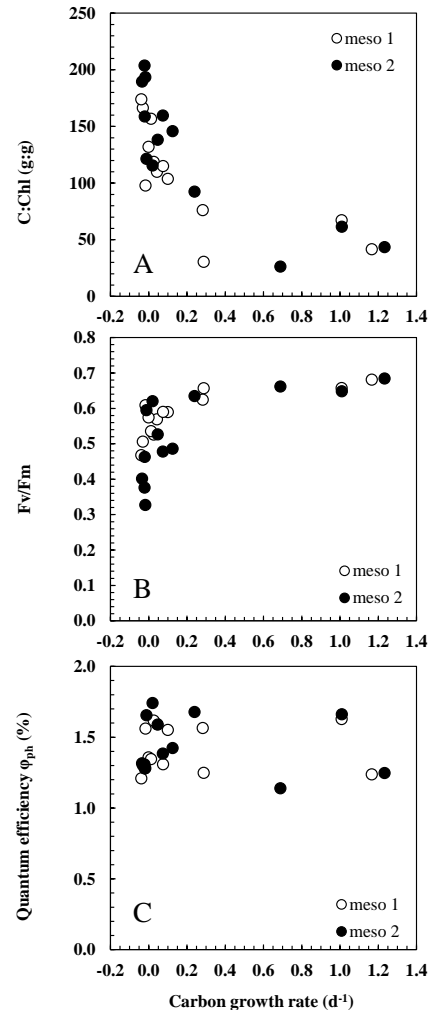 250
200
150
100
50
0
C:Chl (g:g)
meso 1
meso 2
A
-0.2 0.0 0.2 0.4 0.6 0.8 1.0 1.2 1.4
0.8
0.7
0.6
0.5
0.4
0.3
0.2
0.1
0.0
Fv/Fm
meso 1
meso 2
B
-0.2 0.0 0.2 0.4 0.6 0.8 1.0 1.2 1.4
2.0
1.5
1.0
0.5
0.0
Quantum efficiency φph (%)
meso 1
meso 2
C
-0.2 0.0 0.2 0.4 0.6 0.8 1.0 1.2 1.4
Carbon growth rate (d-1)